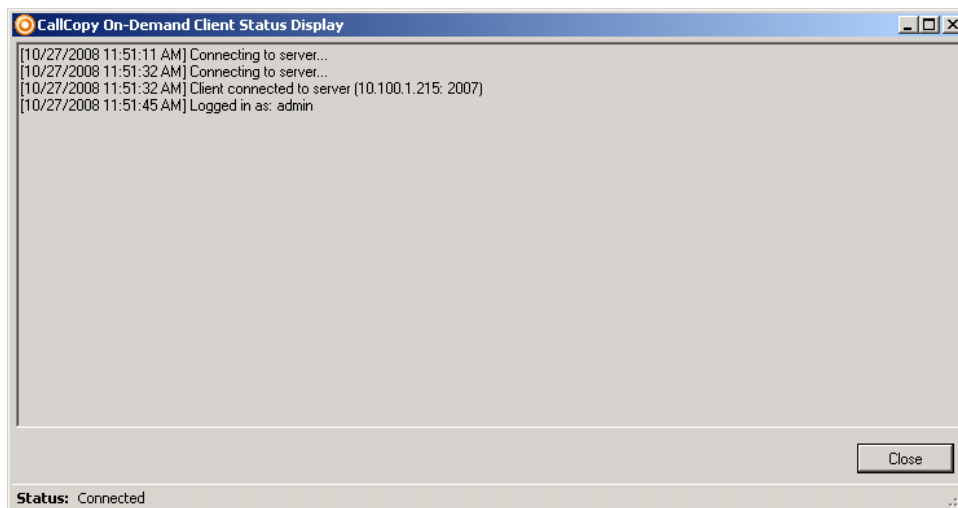 CallCopy On-Demand Client Status Display
[10/27/2008 11:51:11 AM] Connecting to server...
[10/27/2008 11:51:32 AM] Connecting to server...
[10/27/2008 11:51:32 AM] Client connected to server (10.100.1.215: 2007)
[10/27/2008 11:51:45 AM] Logged in as: admin
Close
Status: Connected